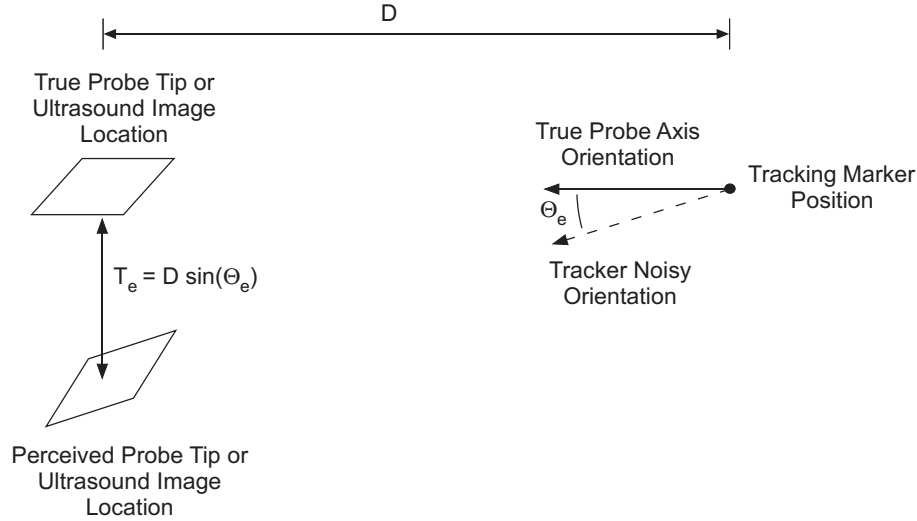 D
True Probe Tip or
Ultrasound Image
Location
True Probe Axis
Orientation
Tracking Marker
Position
Θe
Tracker Noisy
Orientation
Te = D sin(Θe)
Perceived Probe Tip or
Ultrasound Image
Location